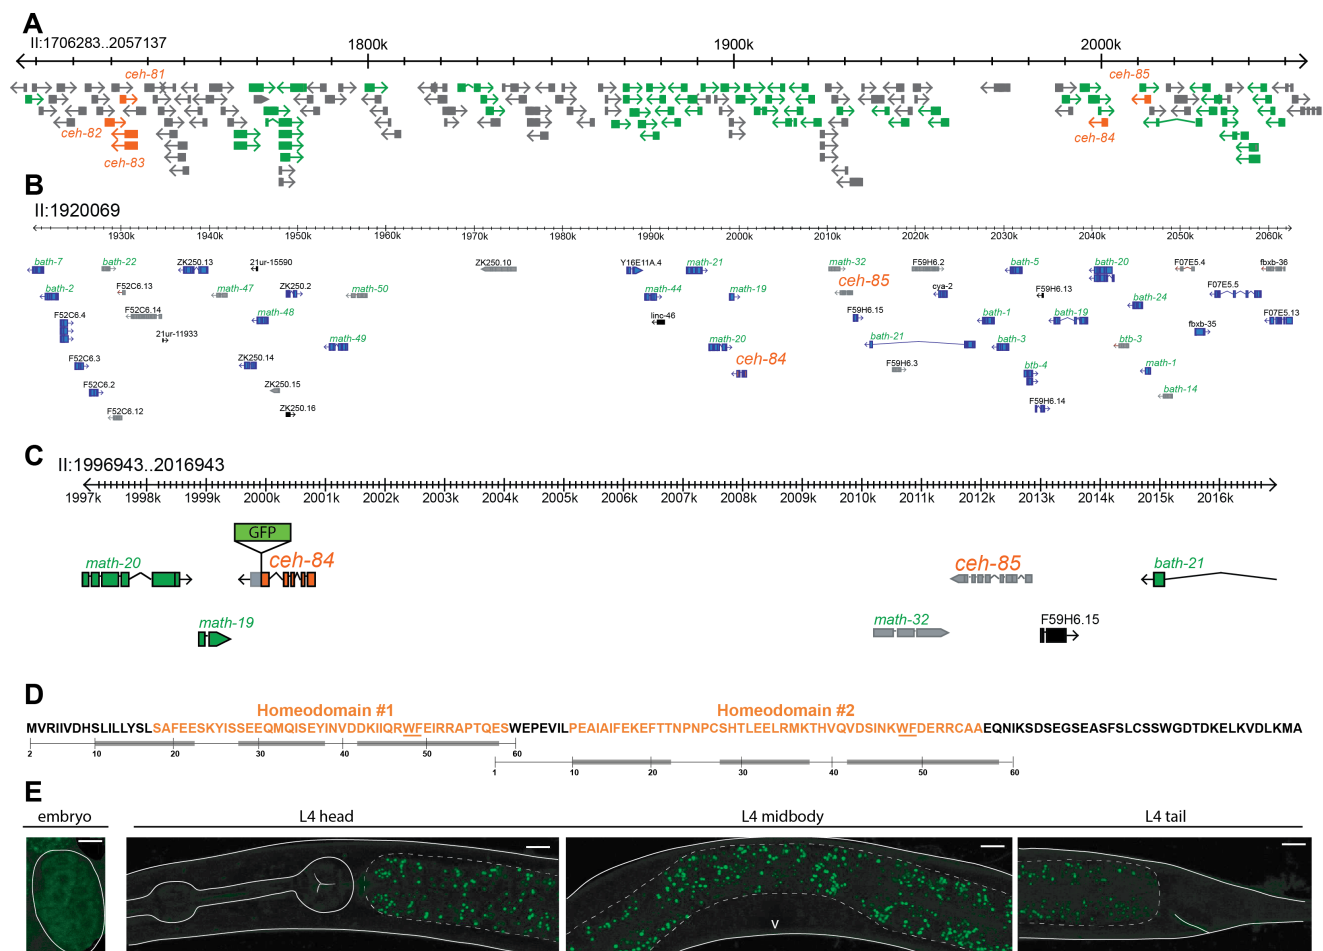 A
II:1706283..2057137
1800k 1900k 2000k
ceh-81 ceh-85
ceh-82 ceh-84
ceh-83
B
II:1920069
1930k 1940k 1950k 1960k 1970k 1980k 1990k 2000k 2010k 2020k 2030k 2040k 2050k 2060k
bath-7 bath-22 ZK250.13 21ur-15590 ZK250.10 Y16E11A.4 math-21 math-32 F59H6.2 bath-5 bath-20 F07E5.4 fbxb-36
ceh-85
bath-2 F52C6.13 math-47 ZK250.2 math-50 math-44 math-19 cya-2 F59H6.13 bath-24 F07E5.5
F52C6.4 F52C6.14 math-48 linc-46 F59H6.15 bath-1 bath-19 fbxb-35 F07E5.13
21ur-11933 math-49 math-20 bath-21 bath-3 btb-3
ceh-84
F52C6.3 ZK250.14 F59H6.3 btb-4 math-1
F52C6.2 ZK250.15 bath-14
F52C6.12 ZK250.16 F59H6.14
C
II:1996943..2016943
1997k 1998k 1999k 2000k 2001k 2002k 2003k 2004k 2005k 2006k 2007k 2008k 2009k 2010k 2011k 2012k 2013k 2014k 2015k 2016k
GFP
math-20 ceh-84 ceh-85 bath-21
math-19 math-32 F59H6.15
D
Homeodomain #1 Homeodomain #2
MVRIIVDHSLILLYSLSAFEESKYISSEEQMQISEYINVDDKIIQRWFEIRRAPTQESWEPEVILPEAIAIFEKEFTTNPNPCSHTLEELRMKTHVQVDSINKWFDERRCAAEQNIKSDSEGSEASFSLCSSWGDTDKELKVDLKMA
2 10 20 30 40 50 60
1 10 20 30 40 50 60
E
embryo L4 head L4 midbody L4 tail
v